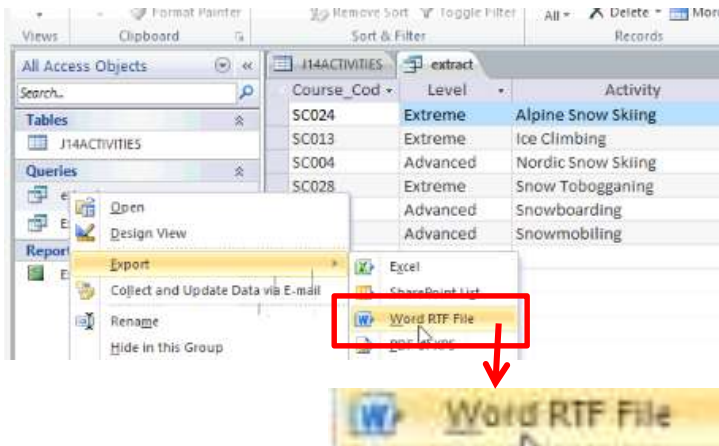 Format Painter Remove Sort Toggle Filter All Delete
Views Clipboard Sort & Filter Records
All Access Objects « J14ACTIVITIES extract
Search.. Course_Cod Level Activity
Tables SC024 Extreme Alpine Snow Skiing
J14ACTIVITIES SC013 Extreme Ice Climbing
Queries SC004 Advanced Nordic Snow Skiing
SC028 Extreme Snow Tobogganing
Open Advanced Snowboarding
Design View Advanced Snowmobiling
Report
Export Excel
Collect and Update Data via E-mail SharePoint List
Rename Word RTF File
Hide in this Group
Word RTF File